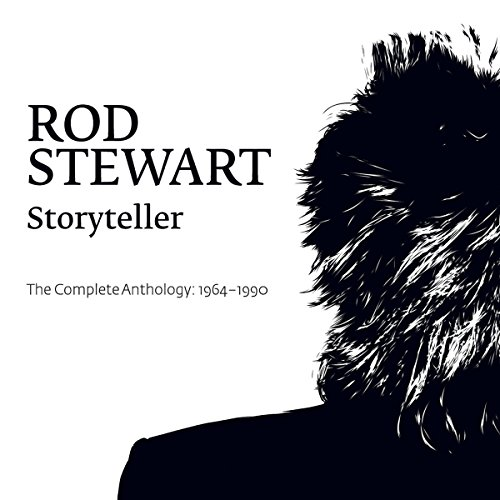 ROD
STEWART
Storyteller
The Complete Anthology: 1964–1990